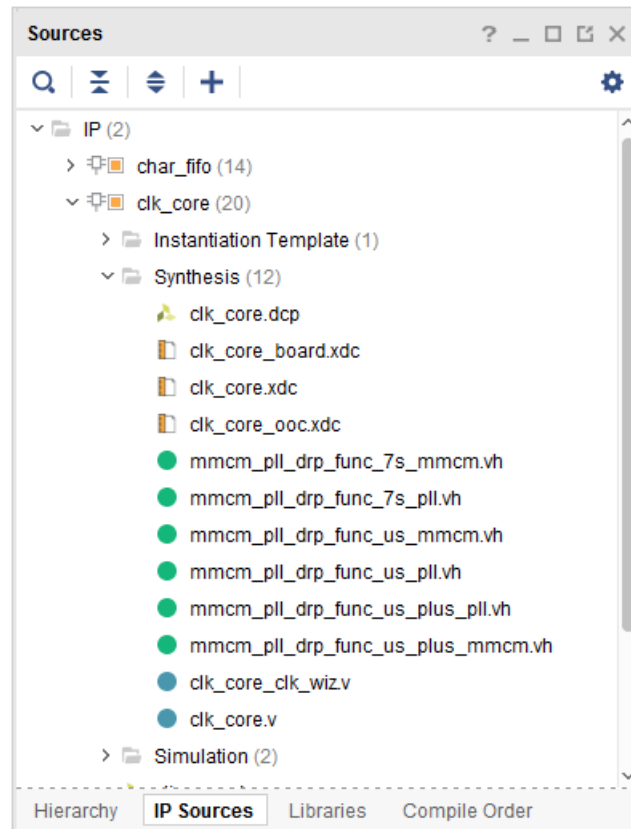 Sources
IP (2)
char_fifo (14)
clk_core (20)
Instantiation Template (1)
Synthesis (12)
clk_core.dcp
clk_core_board.xdc
clk_core.xdc
clk_core_ooc.xdc
mmcm_pll_drp_func_7s_mmcm.vh
mmcm_pll_drp_func_7s_pll.vh
mmcm_pll_drp_func_us_mmcm.vh
mmcm_pll_drp_func_us_pll.vh
mmcm_pll_drp_func_us_plus_pll.vh
mmcm_pll_drp_func_us_plus_mmcm.vh
clk_core_clk_wiz.v
clk_core.v
Simulation (2)
Hierarchy IP Sources Libraries Compile Order